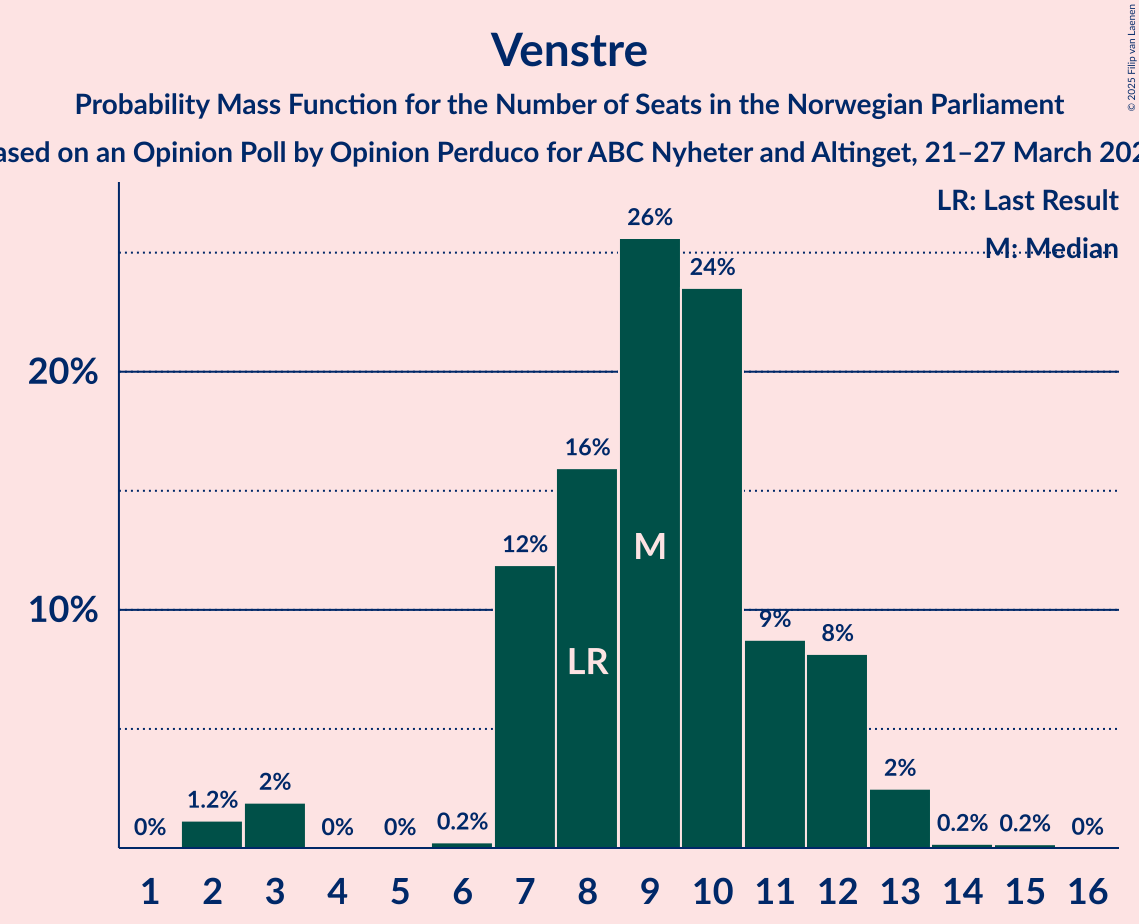 © 2025 Filip van Laenen
Venstre
Probability Mass Function for the Number of Seats in the Norwegian Parliament
ased on an Opinion Poll by Opinion Perduco for ABC Nyheter and Altinget, 21–27 March 202
LR: Last Result
M: Median
26%
24%
20%
16%
12%
M
10%
9%
8%
LR
2%
1.2%
2%
0%
0%
0%
0.2%
0.2%
0.2%
0%
1 2 3 4 5 6 7 8 9 10 11 12 13 14 15 16